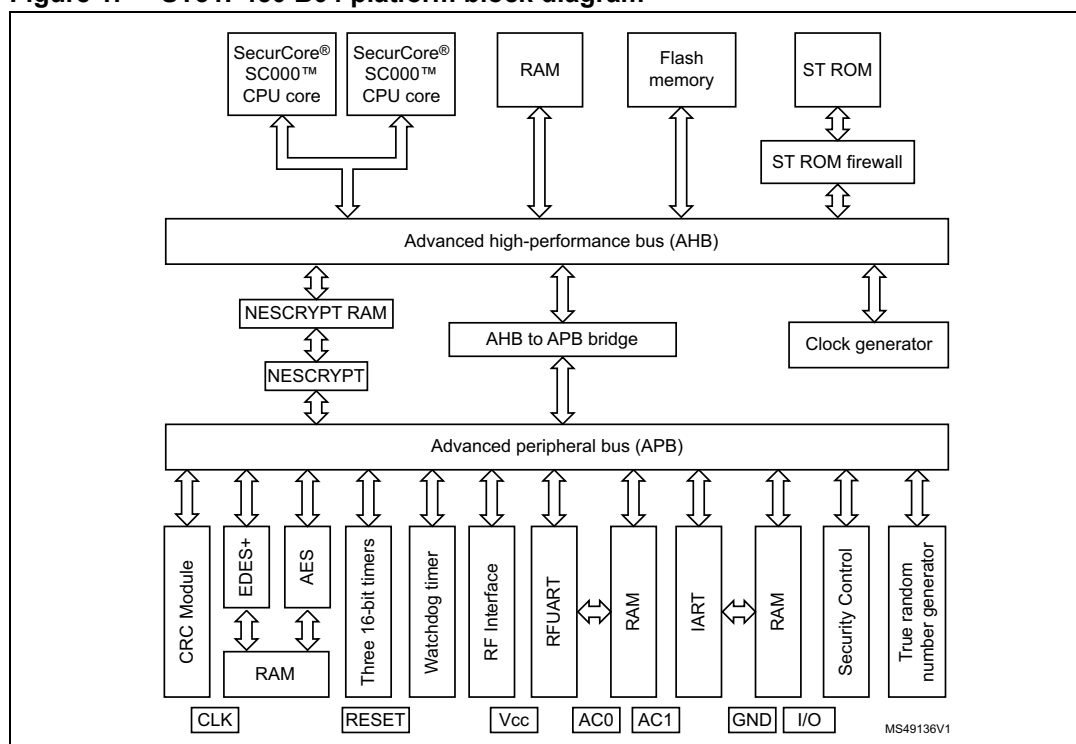 SecurCore®
SC000™
CPU core
SecurCore®
SC000™
CPU core
RAM
Flash
memory
ST ROM
ST ROM firewall
Advanced high-performance bus (AHB)
NESCRYPT RAM
AHB to APB bridge
Clock generator
NESCRYPT
Advanced peripheral bus (APB)
CRC Module
EDES+
AES
RAM
Three 16-bit timers
Watchdog timer
RF Interface
RFUART
RAM
IART
RAM
Security Control
True random
number generator
CLK
RESET
Vcc
AC0
AC1
GND
I/O
MS49136V1